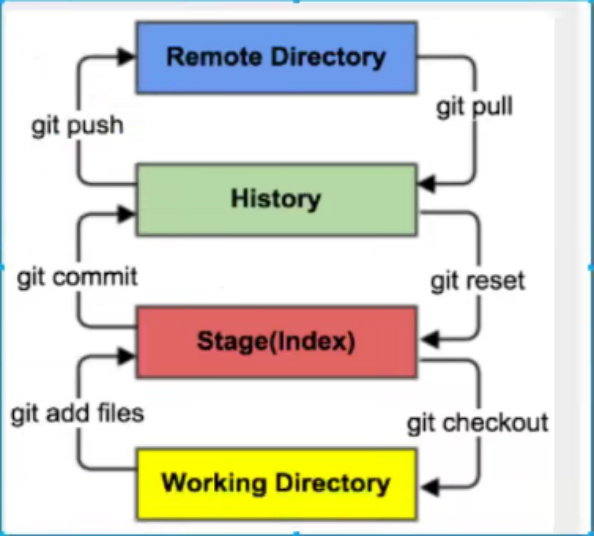 Remote Directory
git pull
git push
History
git commit
git reset
Stage(Index)
git add files
git checkout
Working Directory